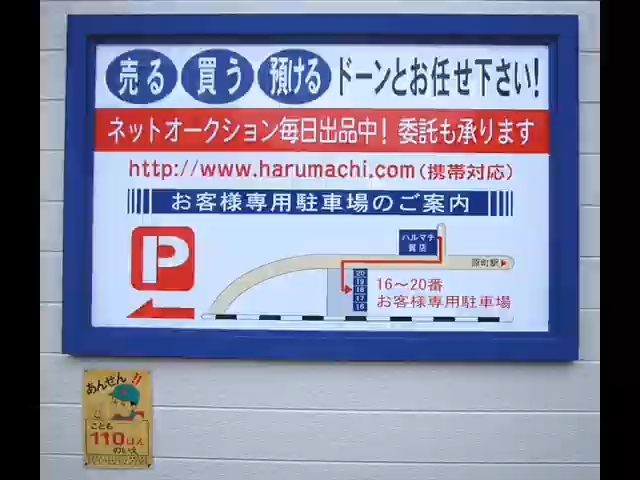 売る 買う 預ける ドーンとお任せ下さい!
ネットオークション毎日出品中! 委託も承ります
http://www.harumachi.com(携帯対応)
お客様専用駐車場のご案内
P
ハルマチ
質店
原町駅▶
20
19
18
17
16
16〜20番
お客様専用駐車場
あんぜん!!
こども
110ばん
のいえ